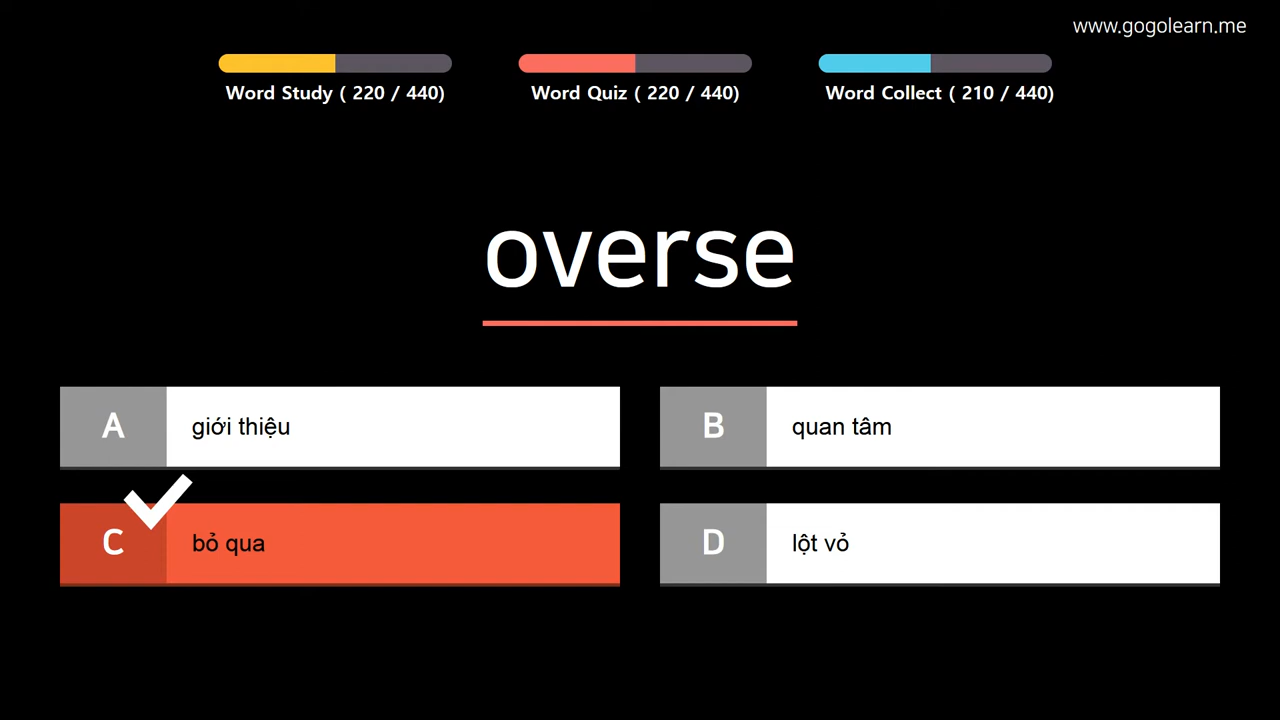 www.gogolearn.me
Word Study ( 220 / 440)
Word Quiz ( 220 / 440)
Word Collect ( 210 / 440)
overse
A
giới thiệu
B
quan tâm
C
bỏ qua
D
lột vỏ